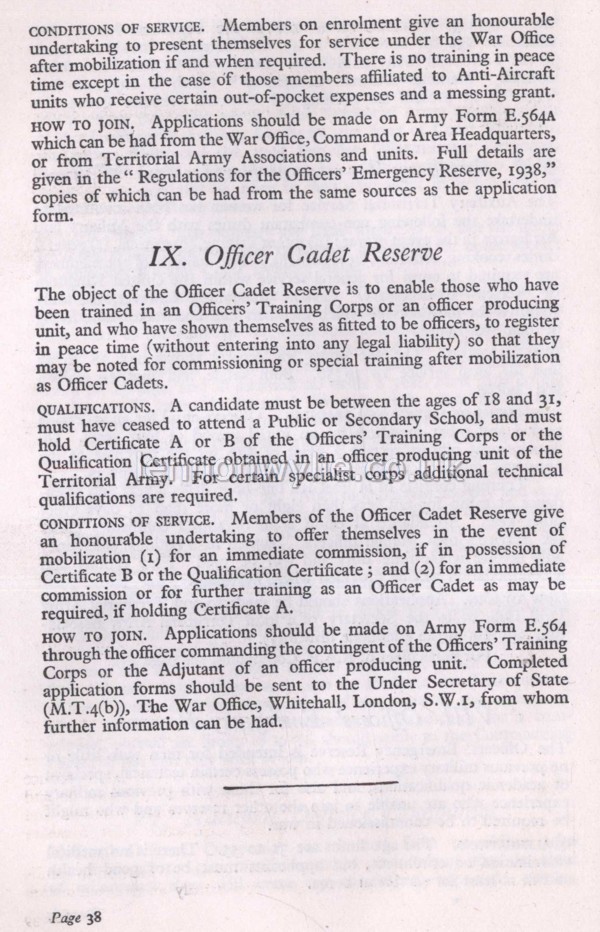 CONDITIONS OF SERVICE. Members on enrolment give an honourable
undertaking to present themselves for service under the War Office
after mobilization if and when required. There is no training in peace
time except in the case of those members affiliated to Anti-Aircraft
units who receive certain out-of-pocket expenses and a messing grant.
HOW TO JOIN. Applications should be made on Army Form E.564A
which can be had from the War Office, Command or Area Headquarters,
or from Territorial Army Associations and units. Full details are
given in the “ Regulations for the Officers’ Emergency Reserve, 1938,”
copies of which can be had from the same sources as the application
form.
IX. Officer Cadet Reserve
The object of the Officer Cadet Reserve is to enable those who have
been trained in an Officers’ Training Corps or an officer producing
unit, and who have shown themselves as fitted to be officers, to register
in peace time (without entering into any legal liability) so that they
may be noted for commissioning or special training after mobilization
as Officer Cadets.
QUALIFICATIONS. A candidate must be between the ages of 18 and 31,
must have ceased to attend a Public or Secondary School, and must
hold Certificate A or B of the Officers’ Training Corps or the
Qualification Certificate obtained in an officer producing unit of the
Territorial Army. For certain specialist corps additional technical
qualifications are required.
CONDITIONS OF SERVICE. Members of the Officer Cadet Reserve give
an honourable undertaking to offer themselves in the event of
mobilization (1) for an immediate commission, if in possession of
Certificate B or the Qualification Certificate ; and (2) for an immediate
commission or for further training as an Officer Cadet as may be
required, if holding Certificate A.
HOW TO JOIN. Applications should be made on Army Form E.564
through the officer commanding the contingent of the Officers’ Training
Corps or the Adjutant of an officer producing unit. Completed
application forms should be sent to the Under Secretary of State
(M.T.4(b)), The War Office, Whitehall, London, S.W.1, from whom
further information can be had.
Page 38